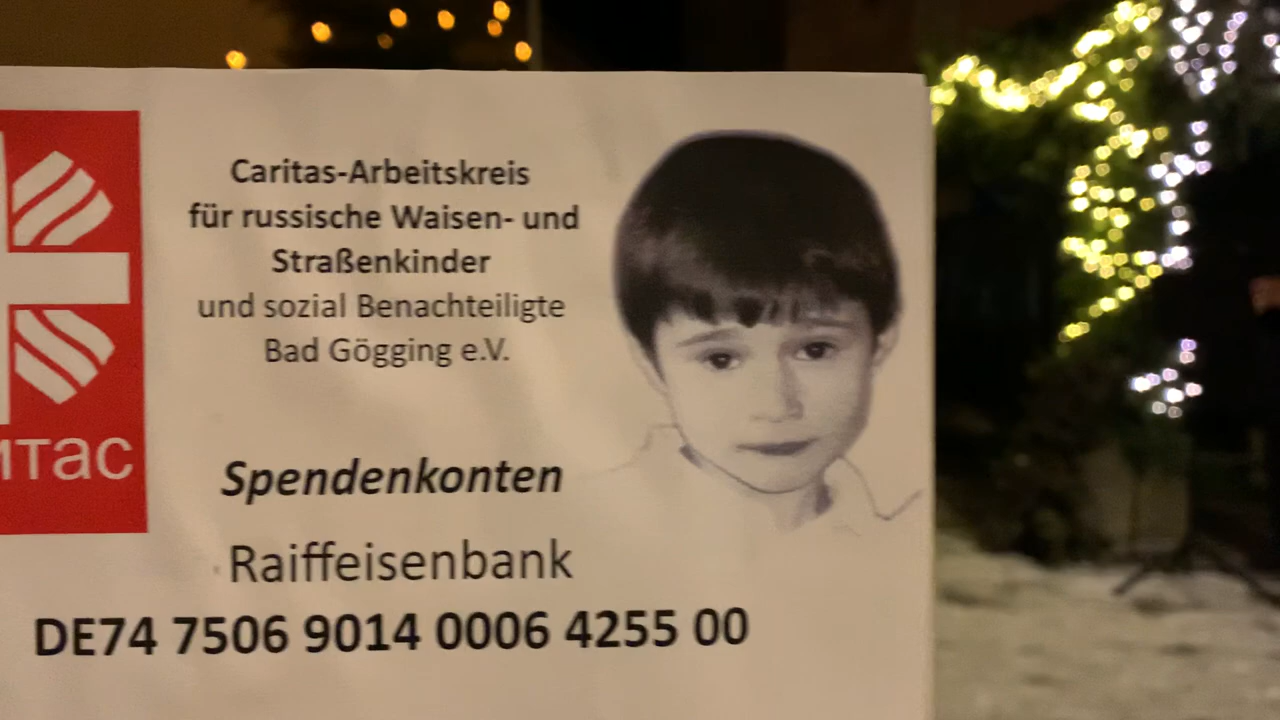 Caritas-Arbeitskreis
für russische Waisen- und
Straßenkinder
und sozial Benachteiligte
Bad Gögging e.V.
итас
Spendenkonten
Raiffeisenbank
DE74 7506 9014 0006 4255 00